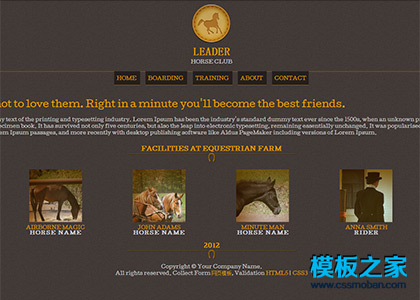 LEADER
HORSE CLUB
HOME
BOARDING
TRAINING
ABOUT
CONTACT
not to love them. Right in a minute you'll become the best friends.
my text of the printing and typesetting industry. Lorem Ipsum has been the industry's standard dummy text ever since the 1500s, when an unknown pr
pecimen book. It has survived not only five centuries, but also the leap into electronic typesetting, remaining essentially unchanged. It was popularised
rem Ipsum passages, and more recently with desktop publishing software like Aldus PageMaker including versions of Lorem Ipsum.
FACILITIES AT EQUESTRIAN FARM
AIRBORNE MAGIC
HORSE NAME
JOHN ADAMS
HORSE NAME
MINUTE MAN
HORSE NAME
ANNA SMITH
RIDER
2012
Copyright © Your Company Name,
All rights reserved, Collect Form Validation HTML5 | CSS3
模板之家
www.cssmoban.com